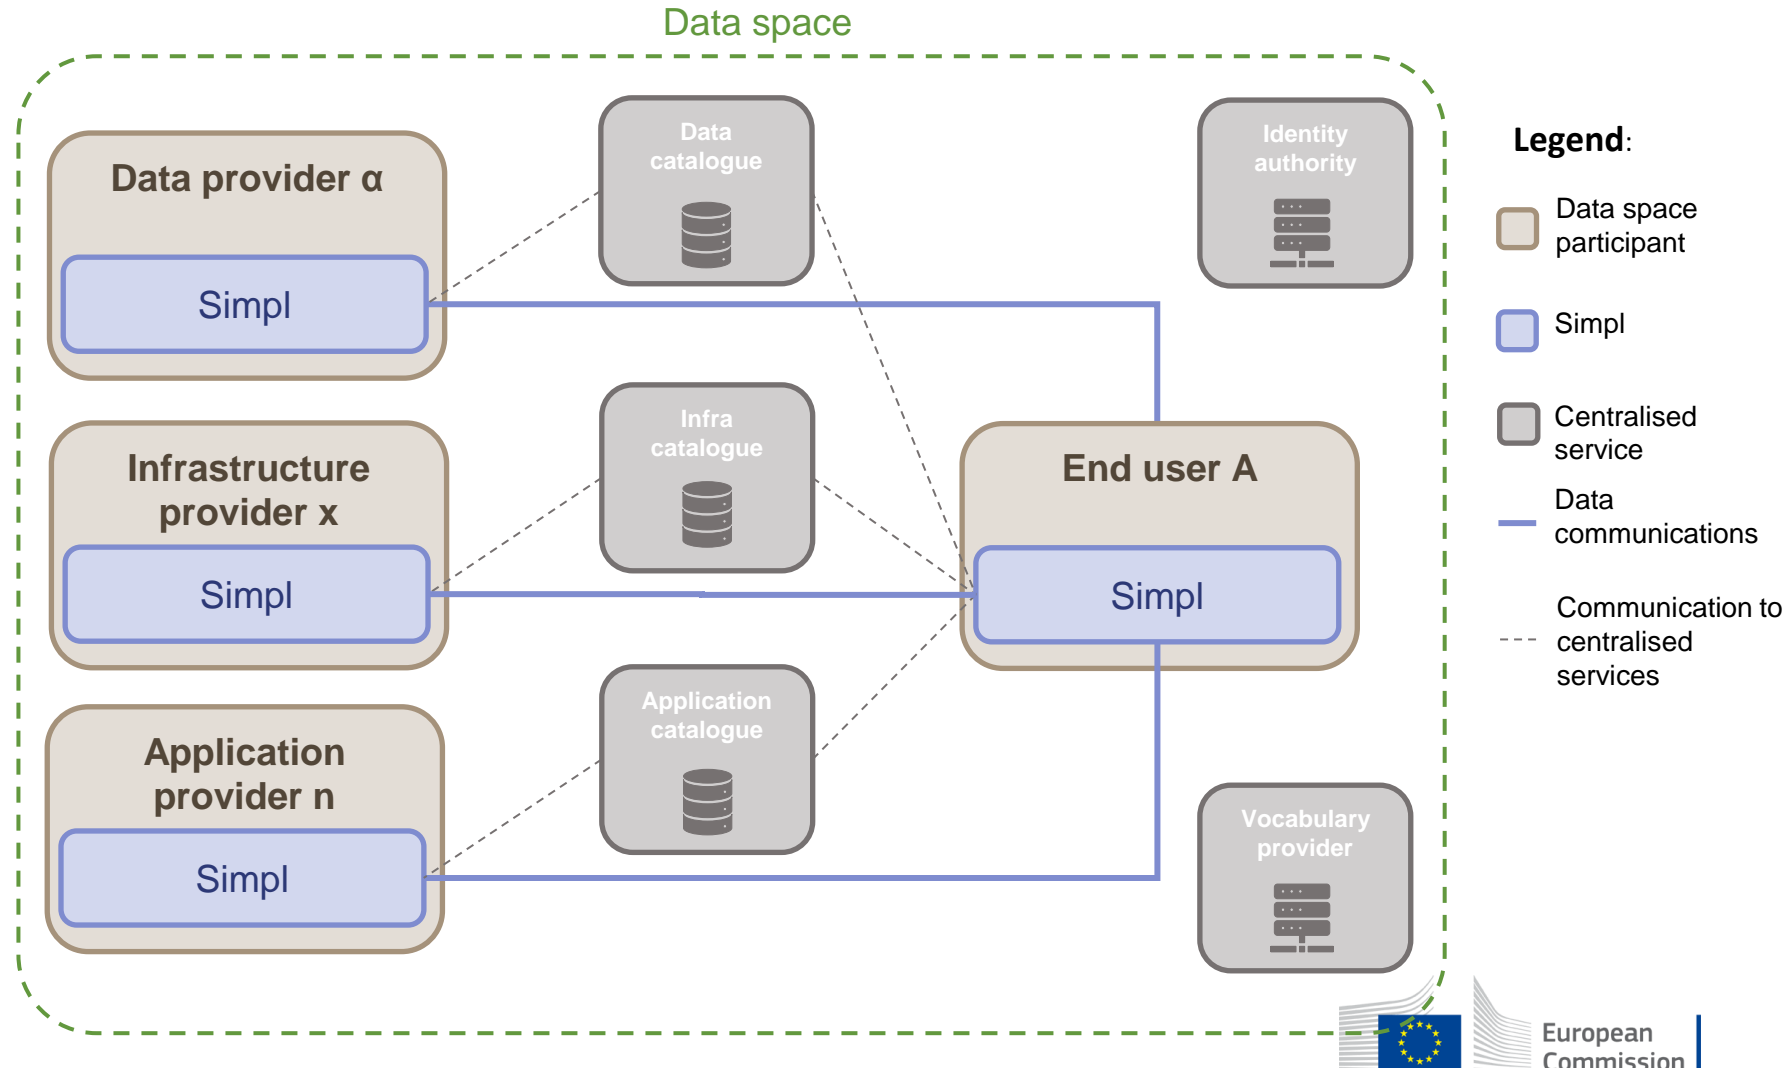 Data space
Data provider α
Simpl
Data
catalogue
Identity
authority
Infrastructure
provider x
Simpl
Infra
catalogue
End user A
Simpl
Application
provider n
Simpl
Application
catalogue
Vocabulary
provider
Legend:
Data space
participant
Simpl
Centralised
service
Data
communications
Communication to
centralised
services
European
Commission